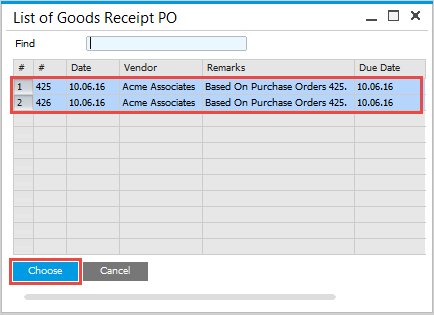 List of Goods Receipt PO
Find
# # Date Vendor Remarks Due Date
1 425 10.06.16 Acme Associates Based On Purchase Orders 425. 10.06.16
2 426 10.06.16 Acme Associates Based On Purchase Orders 425. 10.06.16
Choose Cancel